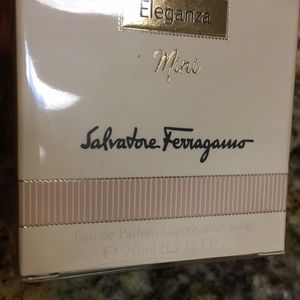 Eleganza
Mini
Salvatore Ferragamo
Eau de Parfum Vaporisateur Spray
℮ 20ml 0.7 FL.OZ.